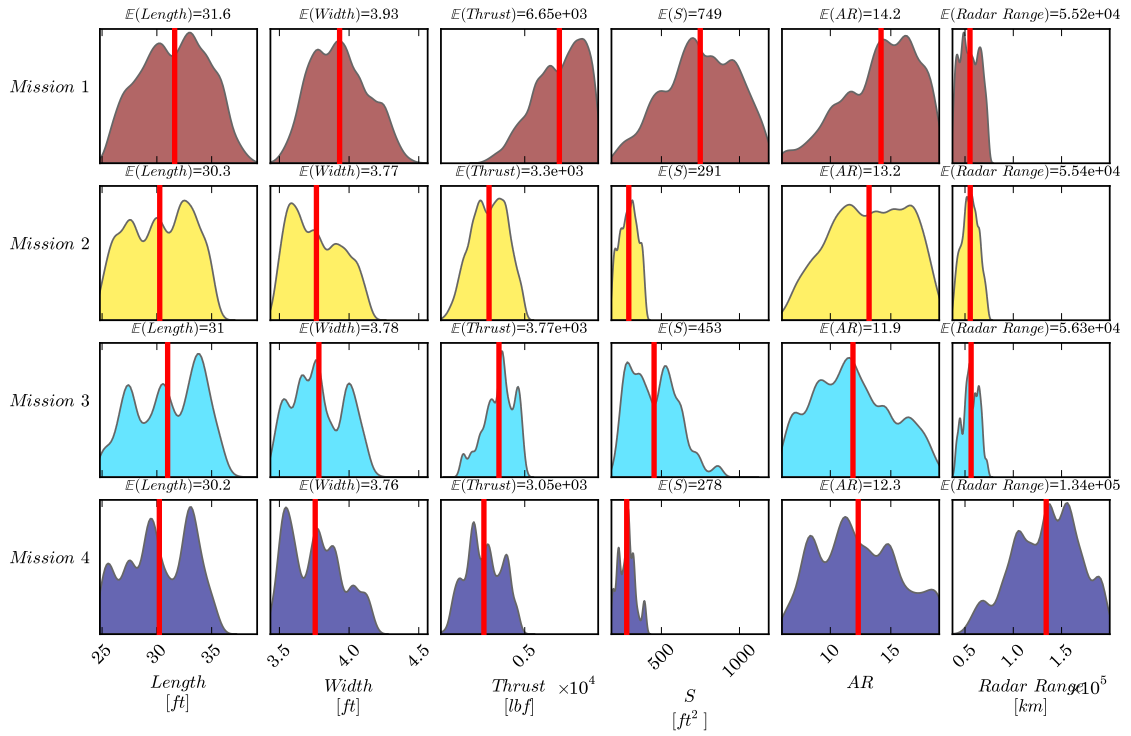 𝔼(Length)=31.6 𝔼(Width)=3.93 𝔼(Thrust)=6.65e+03 𝔼(S)=749 𝔼(AR)=14.2 𝔼(Radar Range)=5.52e+04
Mission 1
𝔼(Length)=30.3 𝔼(Width)=3.77 𝔼(Thrust)=3.3e+03 𝔼(S)=291 𝔼(AR)=13.2 𝔼(Radar Range)=5.54e+04
Mission 2
𝔼(Length)=31 𝔼(Width)=3.78 𝔼(Thrust)=3.77e+03 𝔼(S)=453 𝔼(AR)=11.9 𝔼(Radar Range)=5.63e+04
Mission 3
𝔼(Length)=30.2 𝔼(Width)=3.76 𝔼(Thrust)=3.05e+03 𝔼(S)=278 𝔼(AR)=12.3 𝔼(Radar Range)=1.34e+05
Mission 4
25 30 35 3.5 4.0 4.5 0.5 500 1000 10 15 0.5 1.0 1.5
Length Width Thrust ×10⁴ S AR Radar Range ×10⁵
[ft] [ft] [lbf] [ft²] [km]